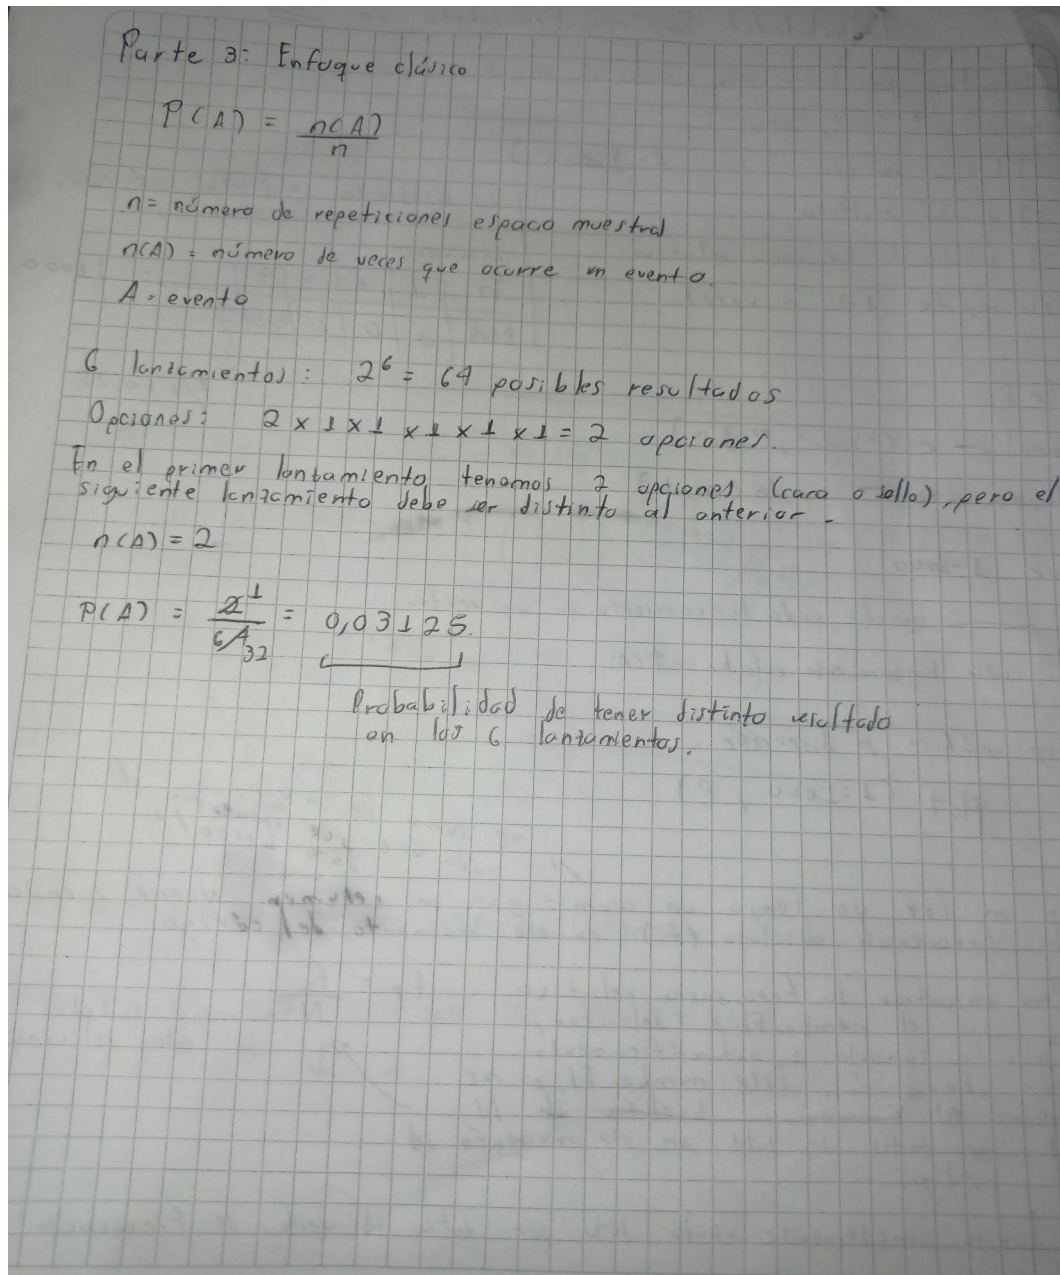 Parte 3: Enfoque clásico
P(A) = n(A) / n
n = número de repeticiones espacio muestral
n(A) = número de veces que ocurre un evento.
A = evento
6 lanzamientos: 2^6 = 64 posibles resultados
Opciones: 2 x 1 x 1 x 1 x 1 x 1 = 2 opciones.
En el primer lanzamiento tenemos 2 opciones (cara o sello), pero el
siguiente lanzamiento debe ser distinto al anterior.
n(A) = 2
P(A) = 2 1 / 64 32 = 0,03125.
Probabilidad de tener distinto resultado
en los 6 lanzamientos.